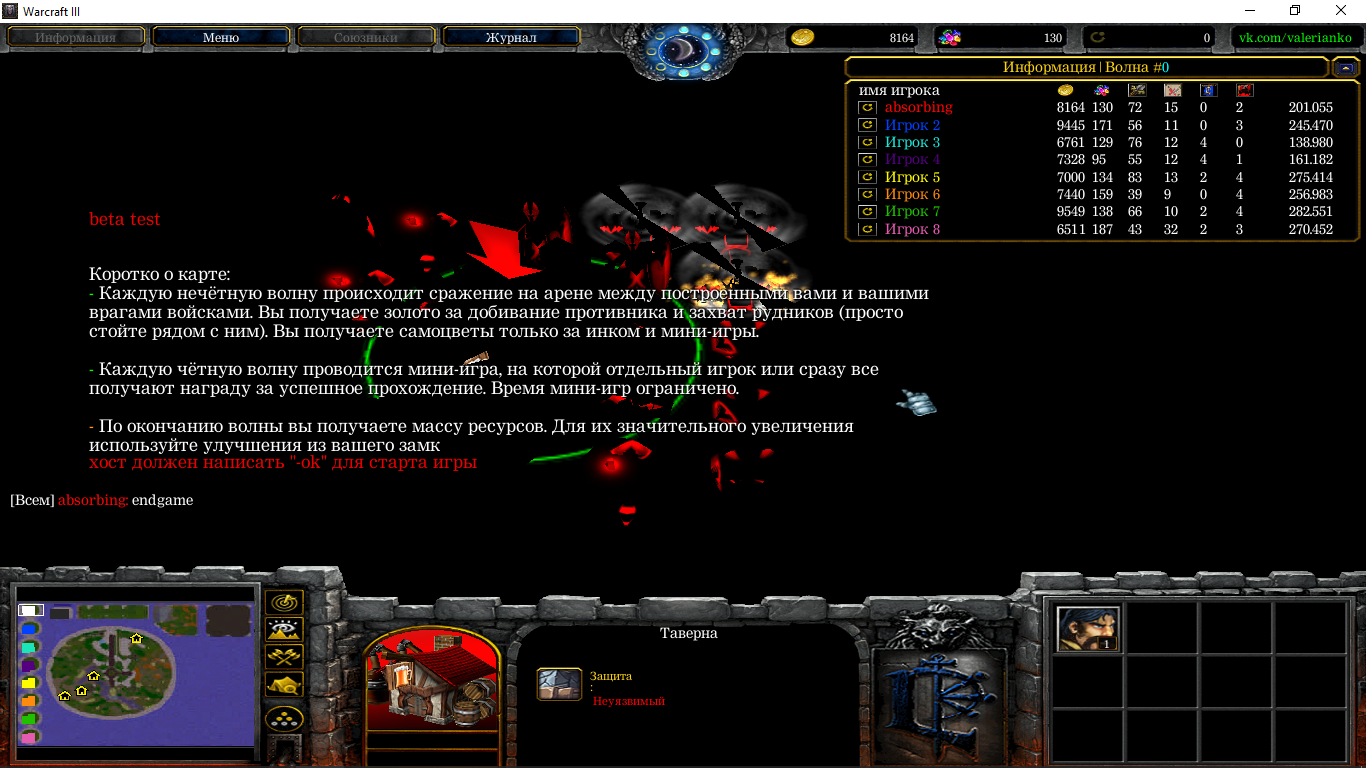 Warcraft III
Информация
Меню
Союзники
Журнал
8164
130
0
vk.com/valerianko
Информация | Волна #0
имя игрока
absorbing 8164 130 72 15 0 2 201.055
Игрок 2 9445 171 56 11 0 3 245.470
Игрок 3 6761 129 76 12 4 0 138.980
Игрок 4 7328 95 55 12 4 1 161.182
Игрок 5 7000 134 83 13 2 4 275.414
Игрок 6 7440 159 39 9 0 4 256.983
Игрок 7 9549 138 66 10 2 4 282.551
Игрок 8 6511 187 43 32 2 3 270.452
beta test
Коротко о карте:
- Каждую нечётную волну происходит сражение на арене между построенными вами и вашими
врагами войсками. Вы получаете золото за добивание противника и захват рудников (просто
стойте рядом с ним). Вы получаете самоцветы только за инком и мини-игры.
- Каждую чётную волну проводится мини-игра, на которой отдельный игрок или сразу все
получают награду за успешное прохождение. Время мини-игр ограничено.
- По окончанию волны вы получаете массу ресурсов. Для их значительного увеличения
используйте улучшения из вашего замк
хост должен написать "-ok" для старта игры
[Всем] absorbing: endgame
Таверна
Защита
:
Неуязвимый
1